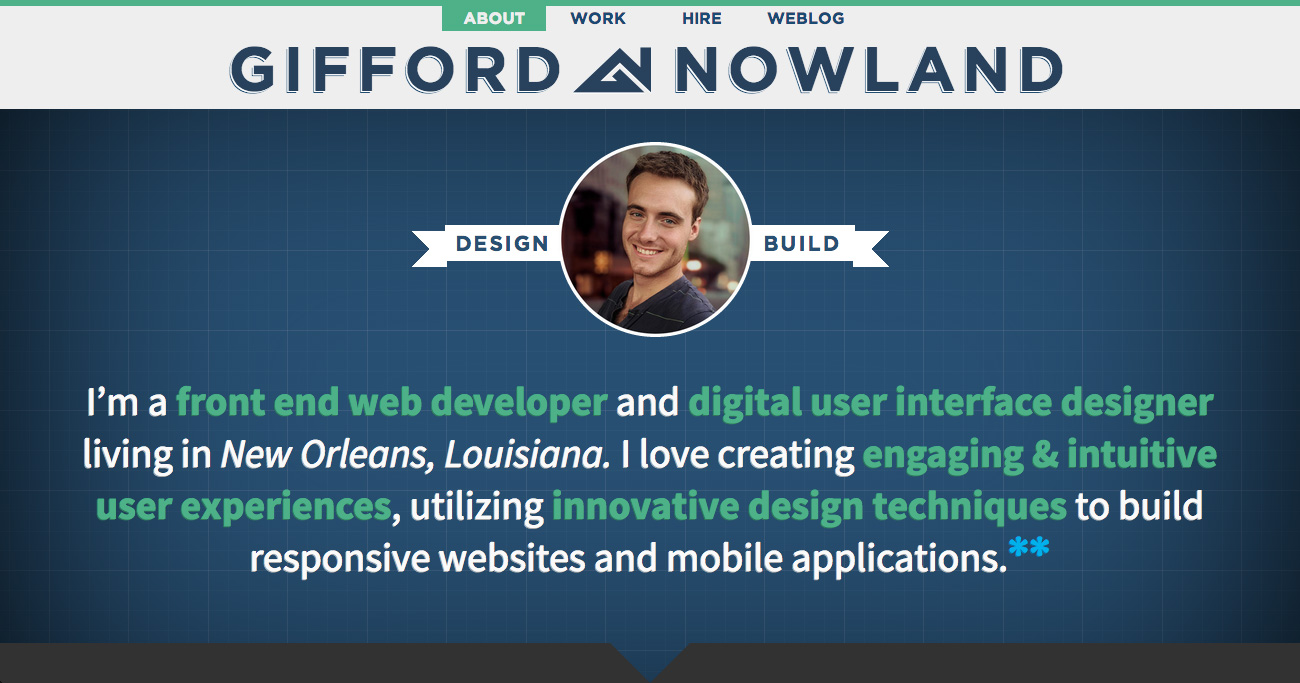 ABOUT WORK HIRE WEBLOG
GIFFORD NOWLAND
DESIGN BUILD
I’m a front end web developer and digital user interface designer
living in New Orleans, Louisiana. I love creating engaging & intuitive
user experiences, utilizing innovative design techniques to build
responsive websites and mobile applications.**